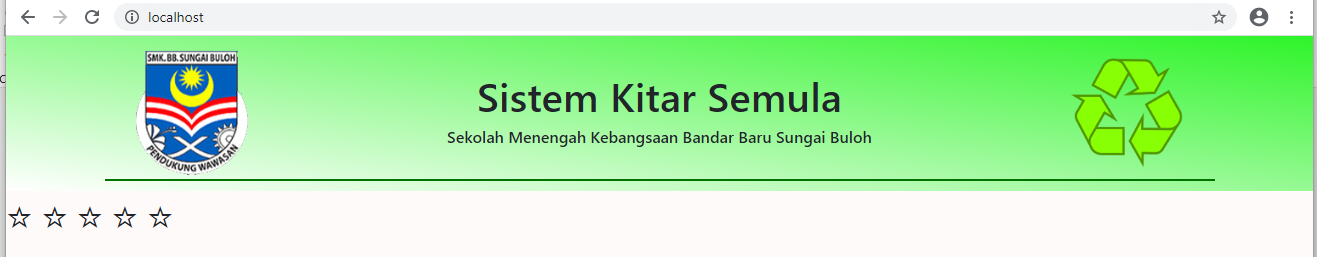 localhost
SMK.BB.SUNGAI BULOH
PENDUKUNG WAWASAN
Sistem Kitar Semula
Sekolah Menengah Kebangsaan Bandar Baru Sungai Buloh